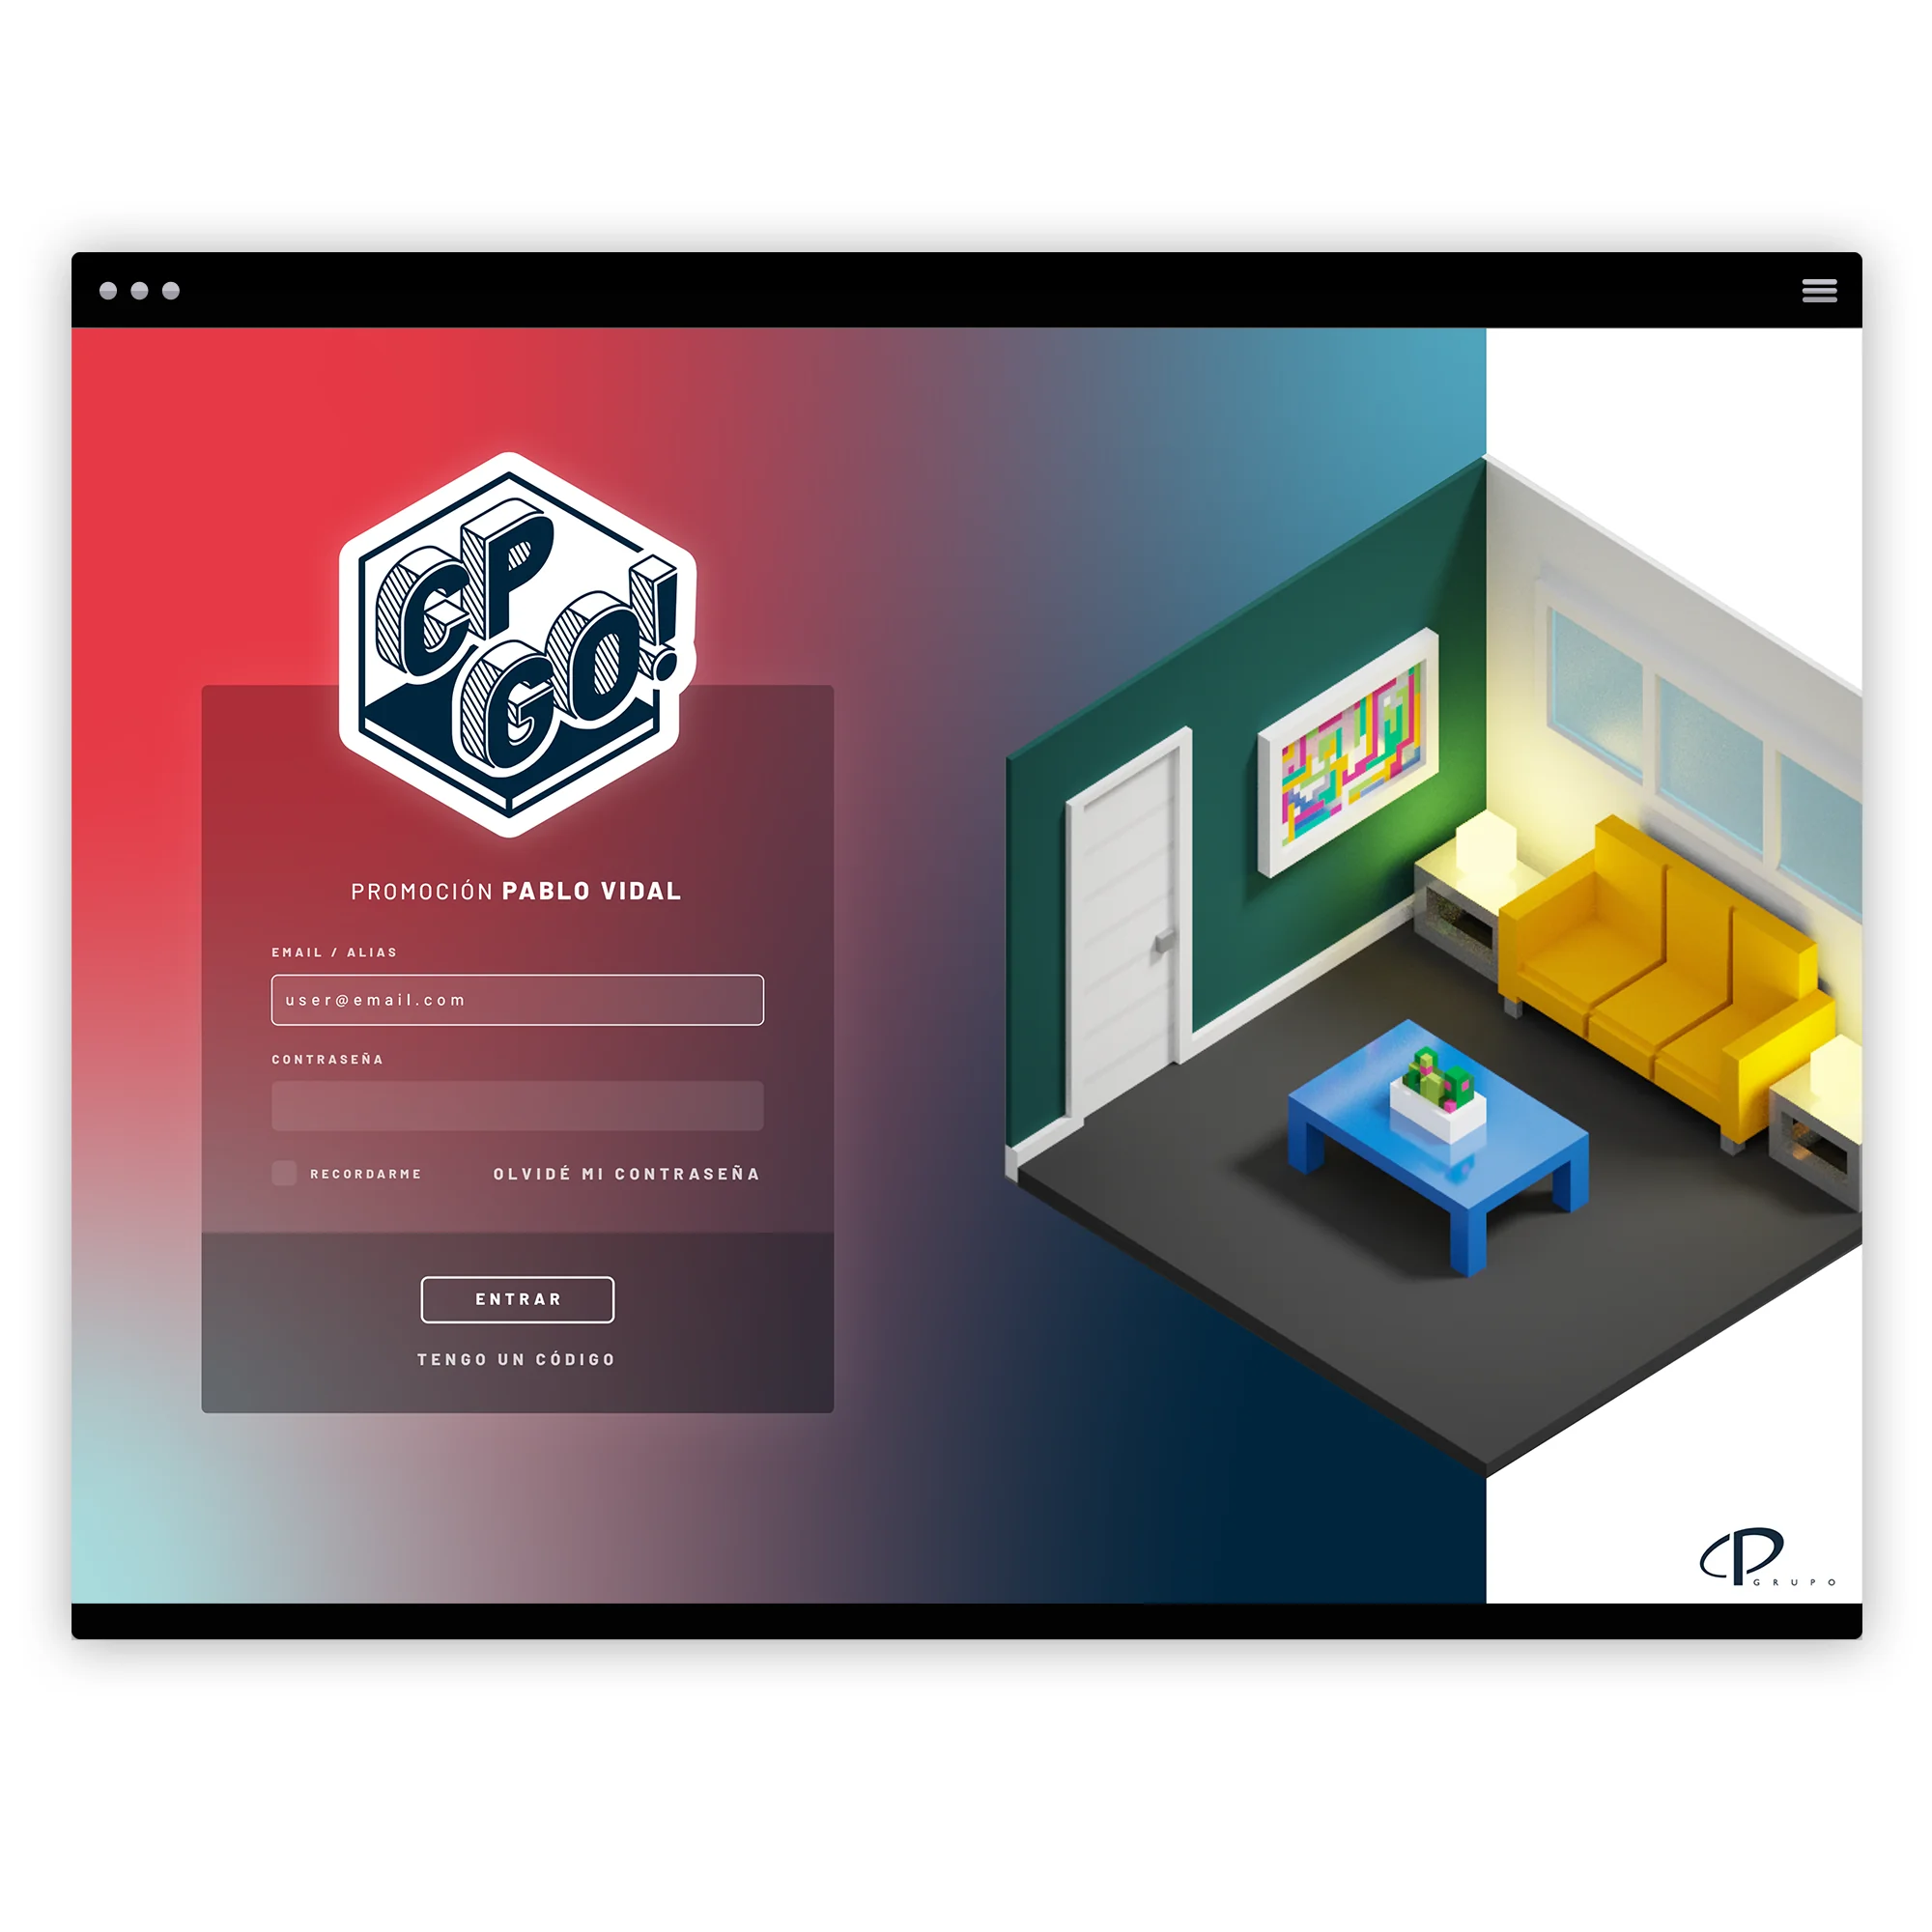 CP
GO!
PROMOCIÓN PABLO VIDAL
EMAIL / ALIAS
user@email.com
CONTRASEÑA
RECORDARME OLVIDÉ MI CONTRASEÑA
ENTRAR
TENGO UN CÓDIGO
CP GRUPO